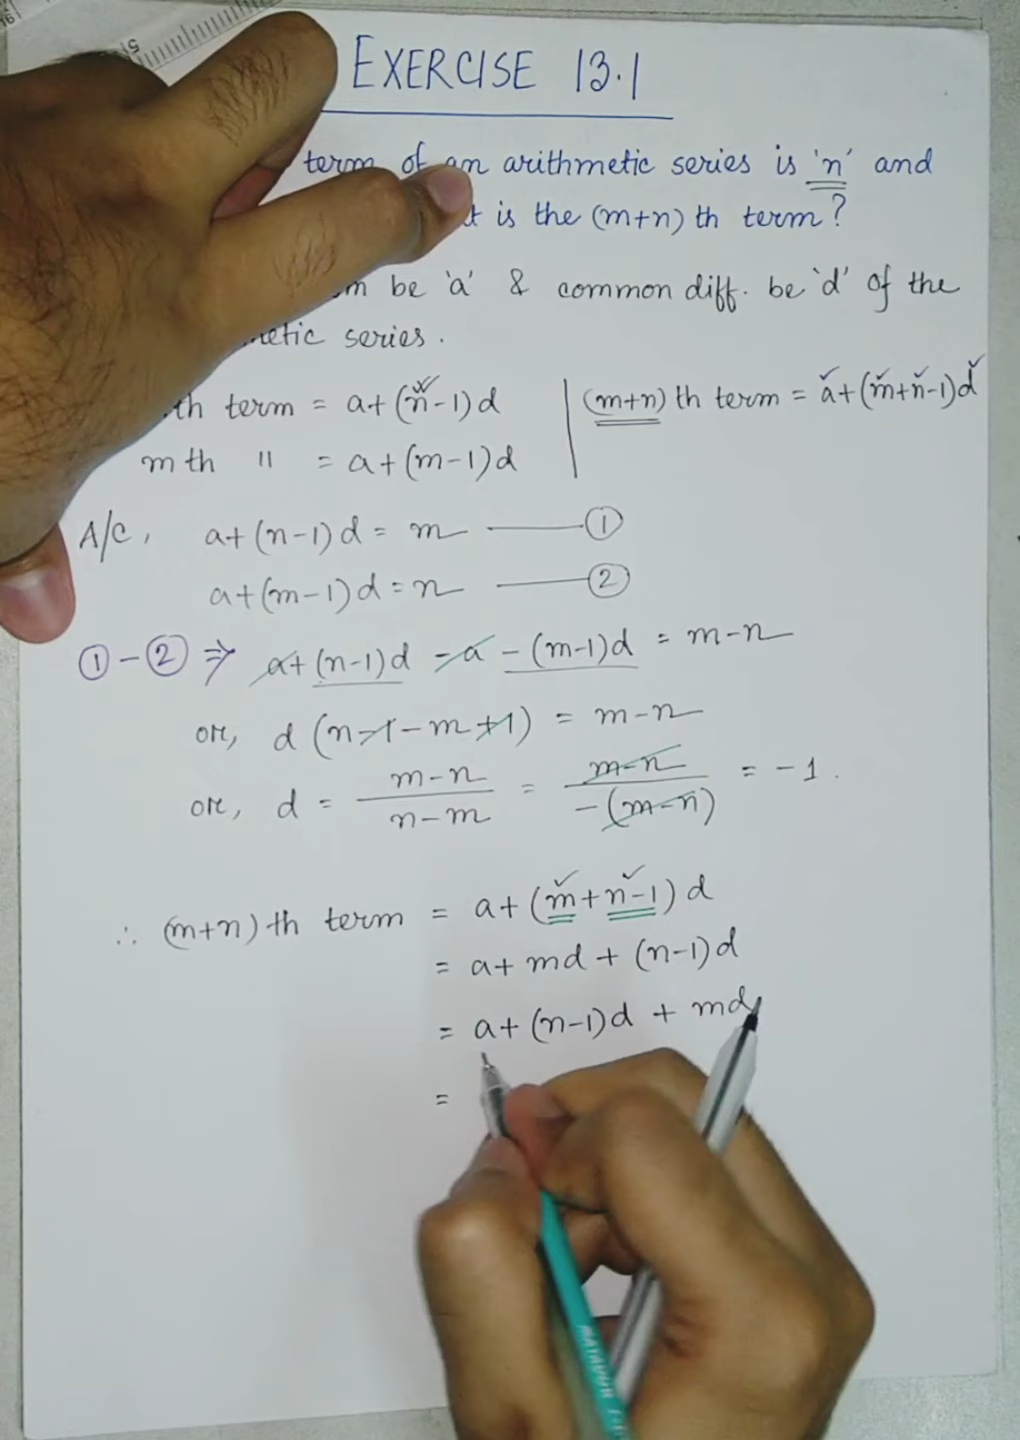 EXERCISE 13.1
term of an arithmetic series is 'n' and
is the (m+n) th term?
be 'a' & common diff. be 'd' of the
series.
th term = a+(n-1)d | (m+n) th term = a+(m+n-1)d
mth " = a+(m-1)d
A/C, a+(n-1)d = m ——— ①
a+(m-1)d = n ——— ②
①-② ⇒ a+(n-1)d - a - (m-1)d = m-n
or, d (n-1-m+1) = m-n
or, d = (m-n)/(n-m) = (m-n)/(-(m-n)) = -1.
∴ (m+n)th term = a+(m+n-1)d
= a+md+(n-1)d
= a+(n-1)d + md
=